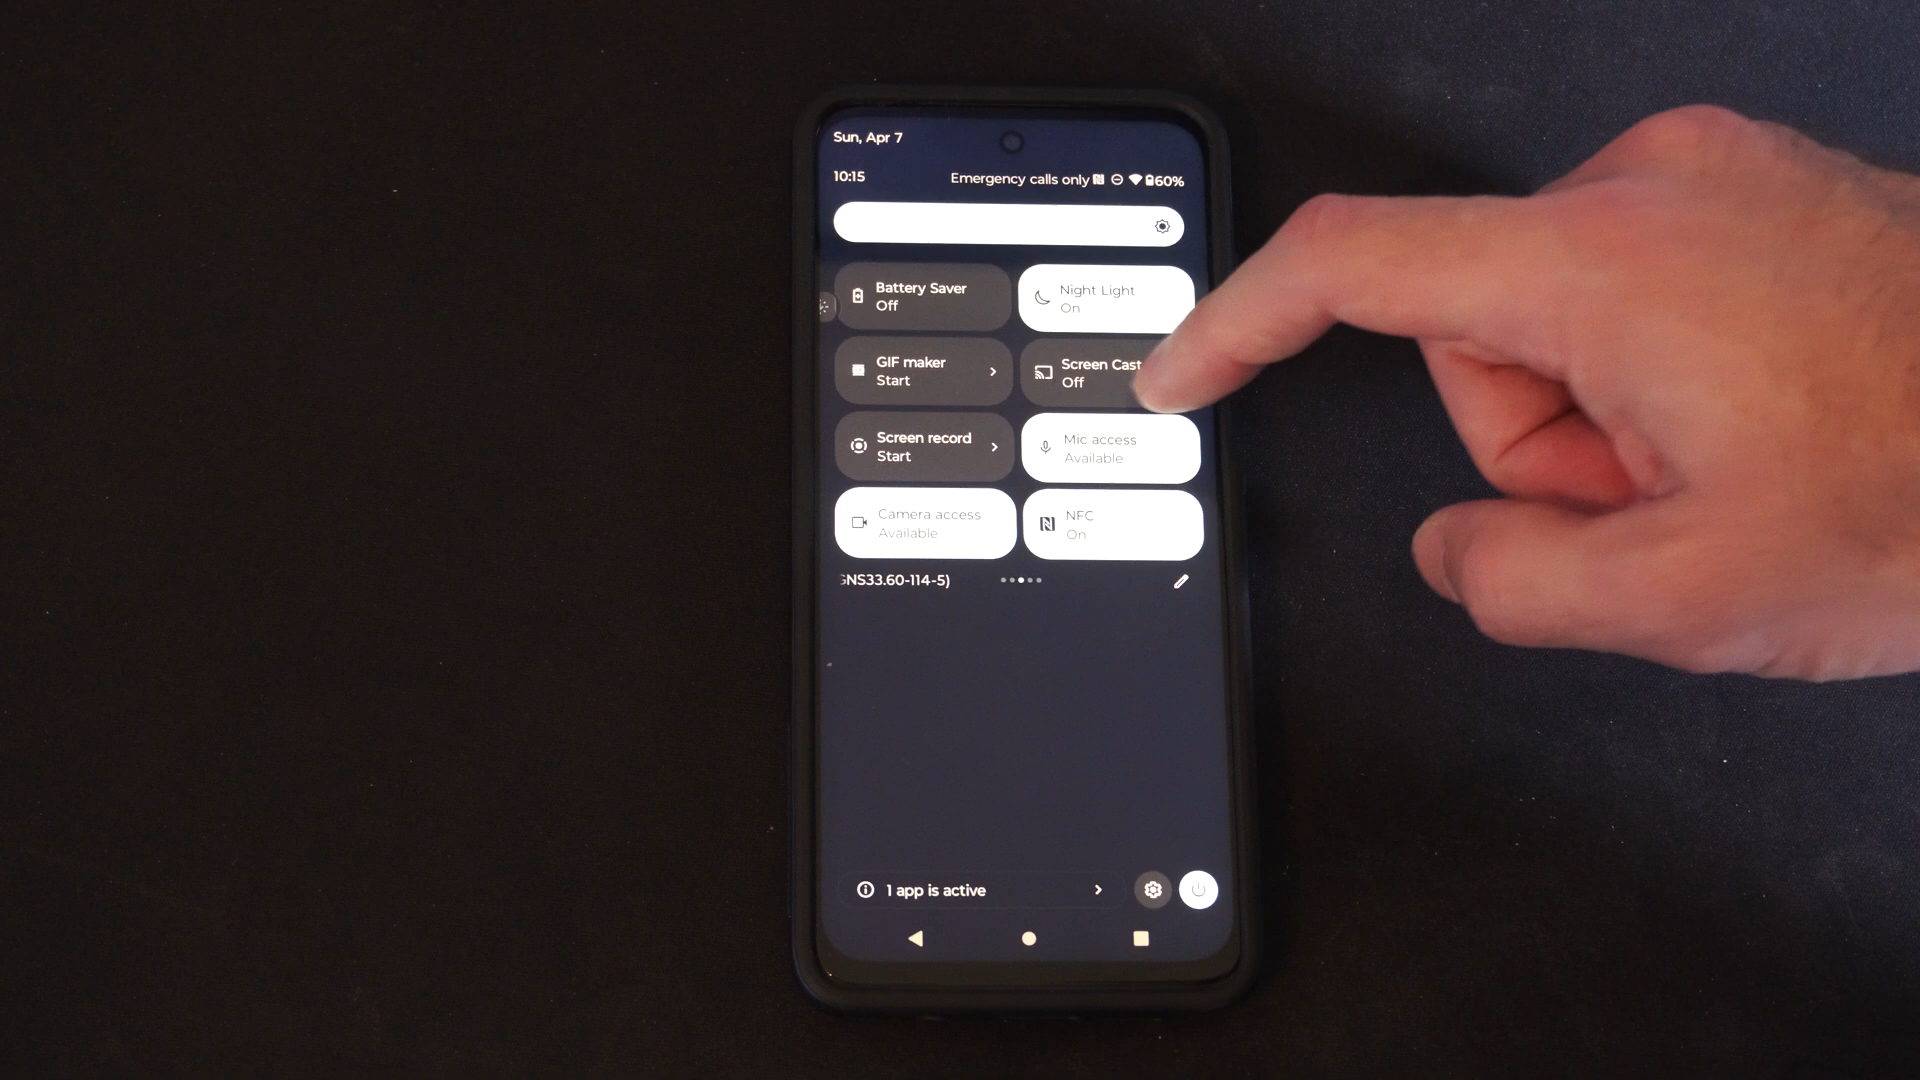 Sun, Apr 7
10:15
Emergency calls only 60%
Battery Saver
Off
Night Light
On
GIF maker
Start
Screen Cast
Off
Screen record
Start
Mic access
Available
Camera access
Available
NFC
On
GNS33.60-114-5)
1 app is active